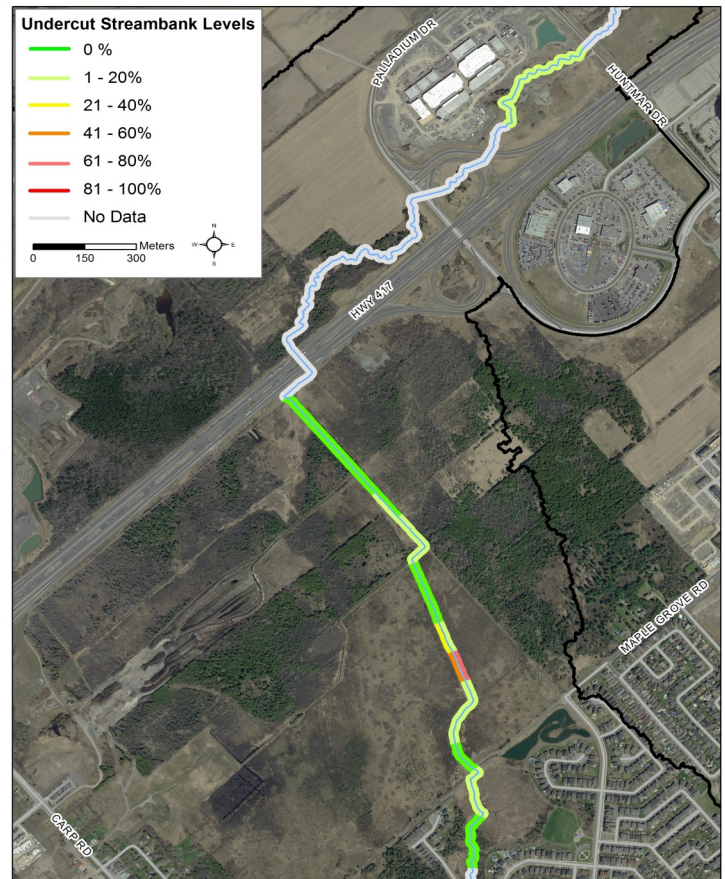 Undercut Streambank Levels
0 %
1 - 20%
21 - 40%
41 - 60%
61 - 80%
81 - 100%
No Data
0 150 300 Meters
N
W E
S
PALLADIUM DR
HUNTMAR DR
HWY 417
MAPLE GROVE RD
CARP RD